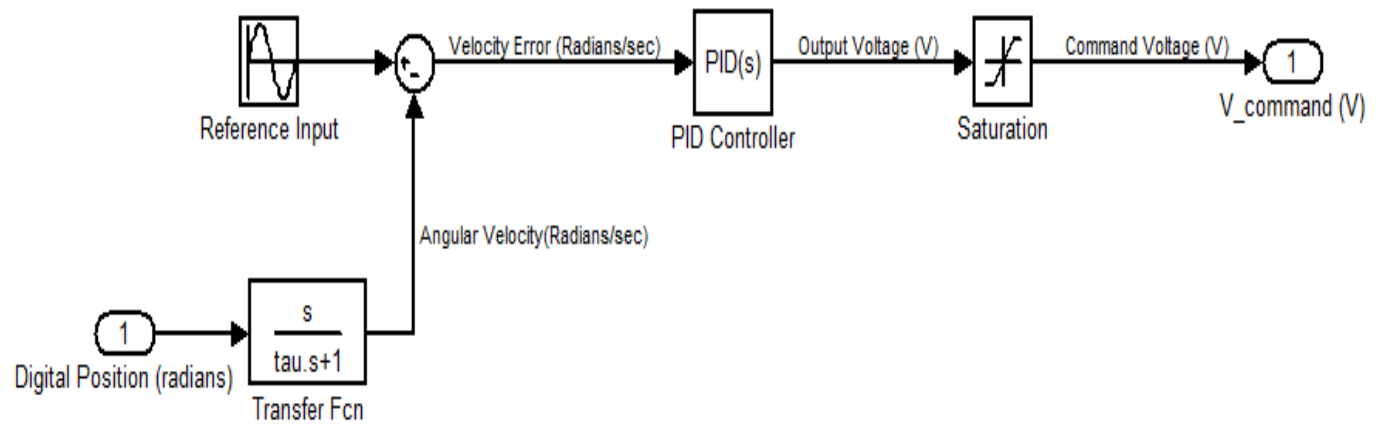 Velocity Error (Radians/sec)
Output Voltage (V)
Command Voltage (V)
+
-
PID(s)
1
Reference Input
PID Controller
Saturation
V_command (V)
Angular Velocity(Radians/sec)
1
s
tau.s+1
Digital Position (radians)
Transfer Fcn